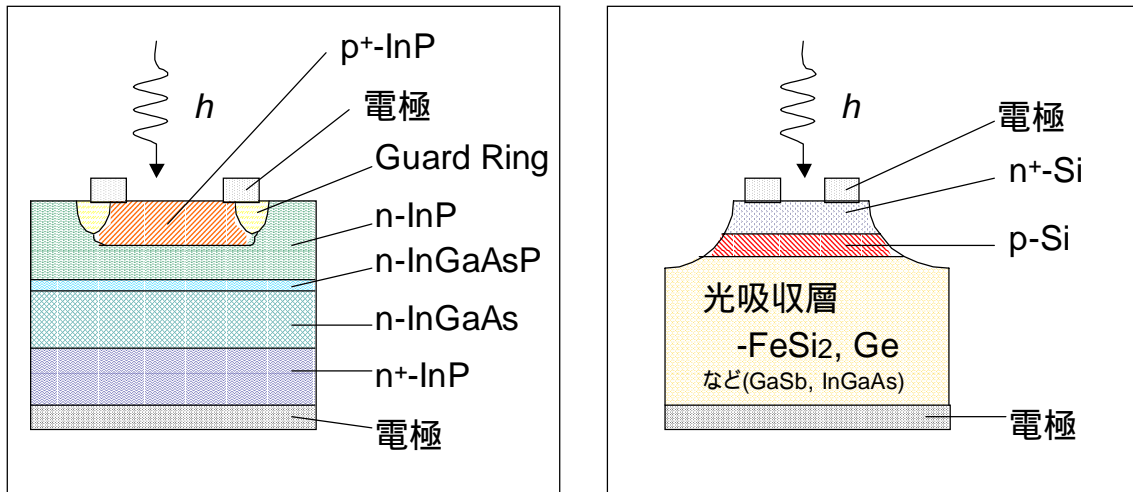 p+-InP
h
電極
Guard Ring
n-InP
n-InGaAsP
n-InGaAs
n+-InP
電極
h
電極
n+-Si
p-Si
光吸収層
-FeSi2, Ge
など(GaSb, InGaAs)
電極